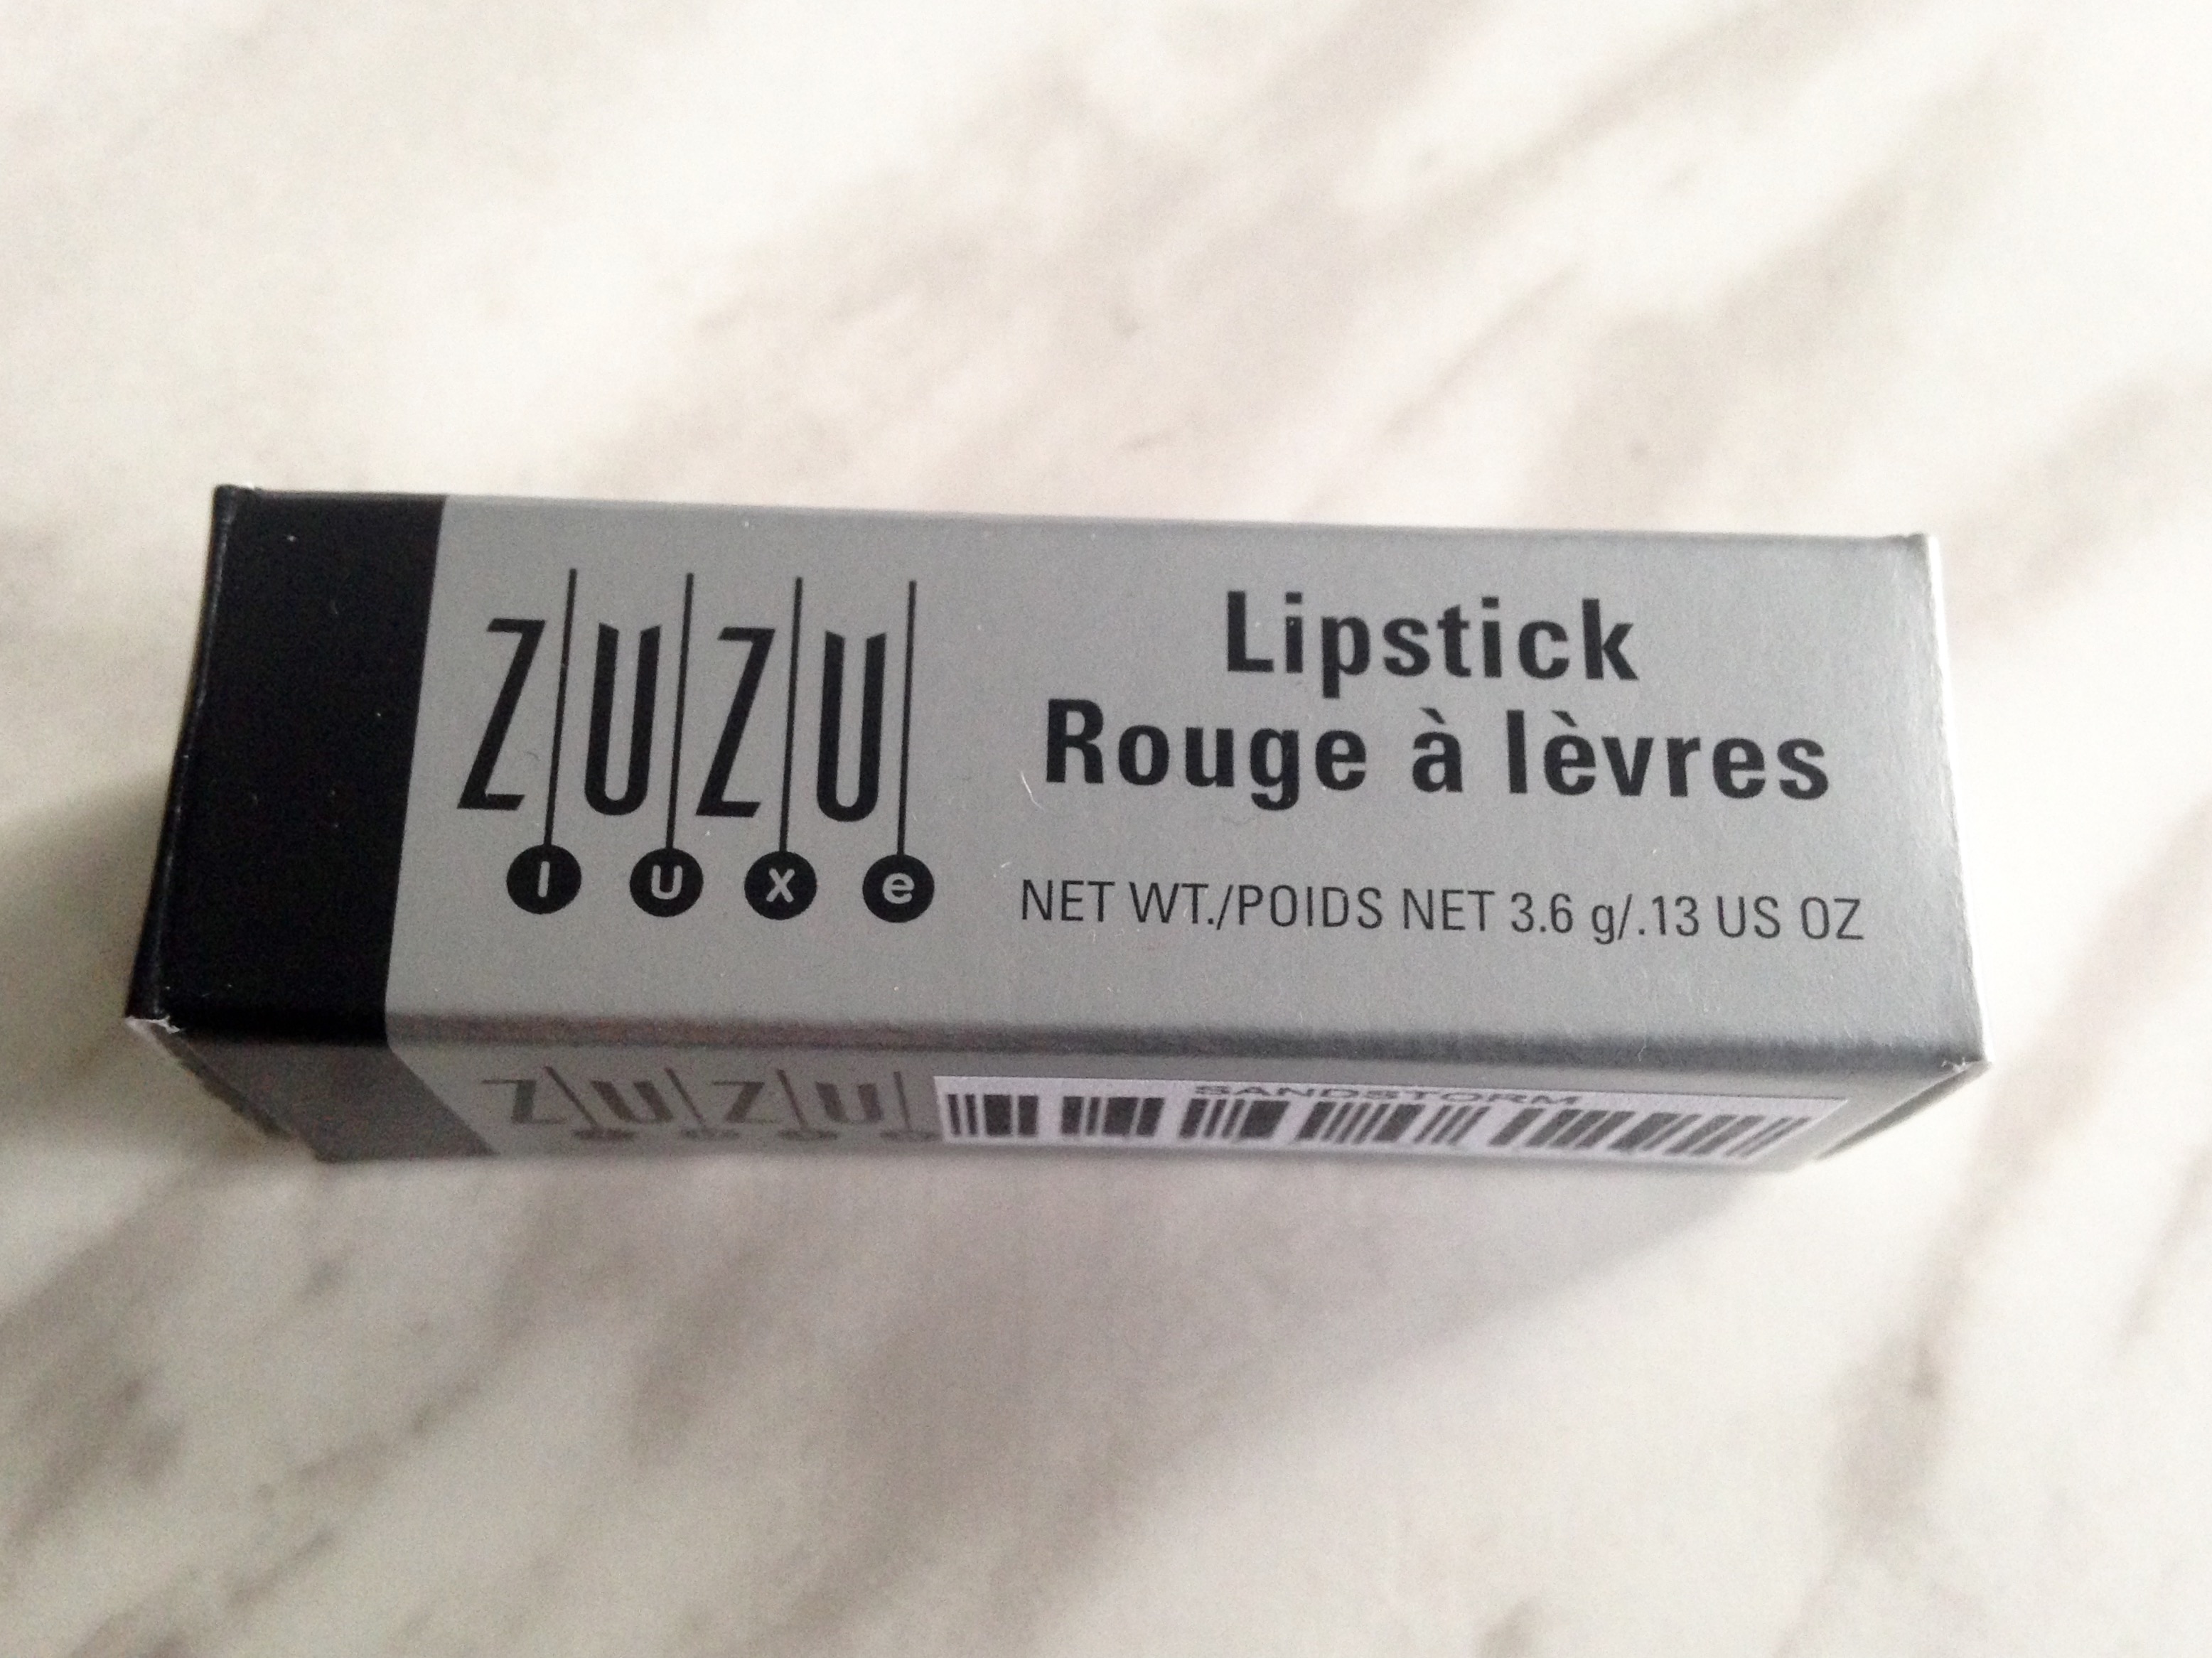 ZUZU
luxe
Lipstick
Rouge à lèvres
NET WT./POIDS NET 3.6 g/.13 US OZ
ZUZU
SANDSTORM